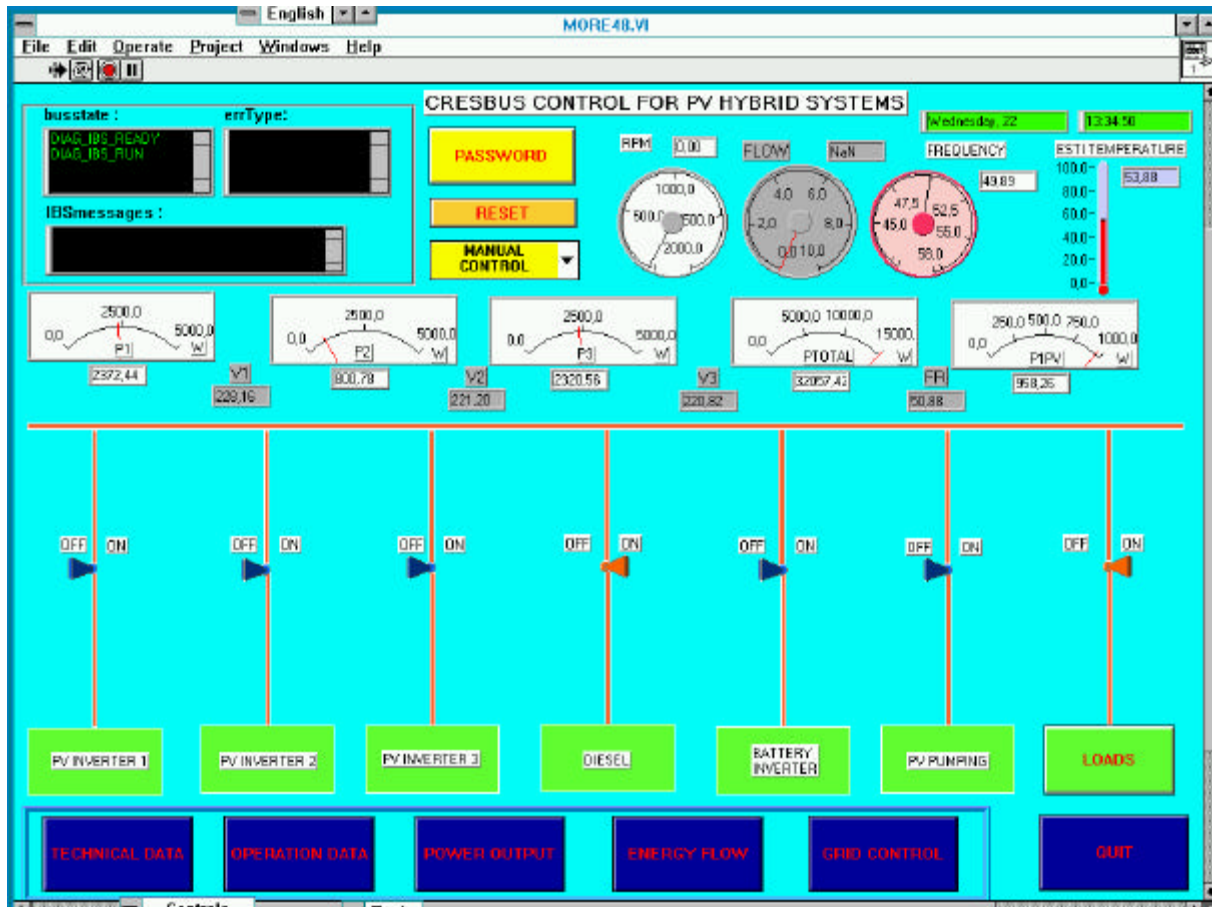 English
MORE48.VI
File Edit Operate Project Windows Help
1
CRESBUS CONTROL FOR PV HYBRID SYSTEMS
busstate :
errType:
DIAG_IBS_READY
DIAG_IBS_RUN
IBSmessages :
PASSWORD
RESET
MANUAL
CONTROL
RPM 0,00
500.0 1000,0 1500.0 2000.0
FLOW NaN
0,0 2,0 4.0 6.0 8,0 10,0
FREQUENCY
49,89
45,0 47,5 52,5 55.0 58.0
Wednesday, 22
13:34:50
ESTI TEMPERATURE
53,88
100.0
80.0
60.0
40.0
20.0
0,0
0,0 2500,0 5000,0
P1 W
2372,44
0,0 2500,0 5000,0
P2 W
800,78
0.0 2500,0 5000,0
P3 W
2320.56
0,0 5000,0 10000,0 15000.
PTOTAL W
32057,42
0,0 250.0 500.0 750.0 1000.0
P1PV W
958,26
V1
228,16
V2
221,20
V3
220,82
FR
50,88
OFF ON OFF ON OFF ON OFF ON OFF ON OFF ON OFF ON
PV INVERTER 1
PV INVERTER 2
PV INVERTER 3
DIESEL
BATTERY
INVERTER
PV PUMPING
LOADS
TECHNICAL DATA
OPERATION DATA
POWER OUTPUT
ENERGY FLOW
GRID CONTROL
QUIT
Controls